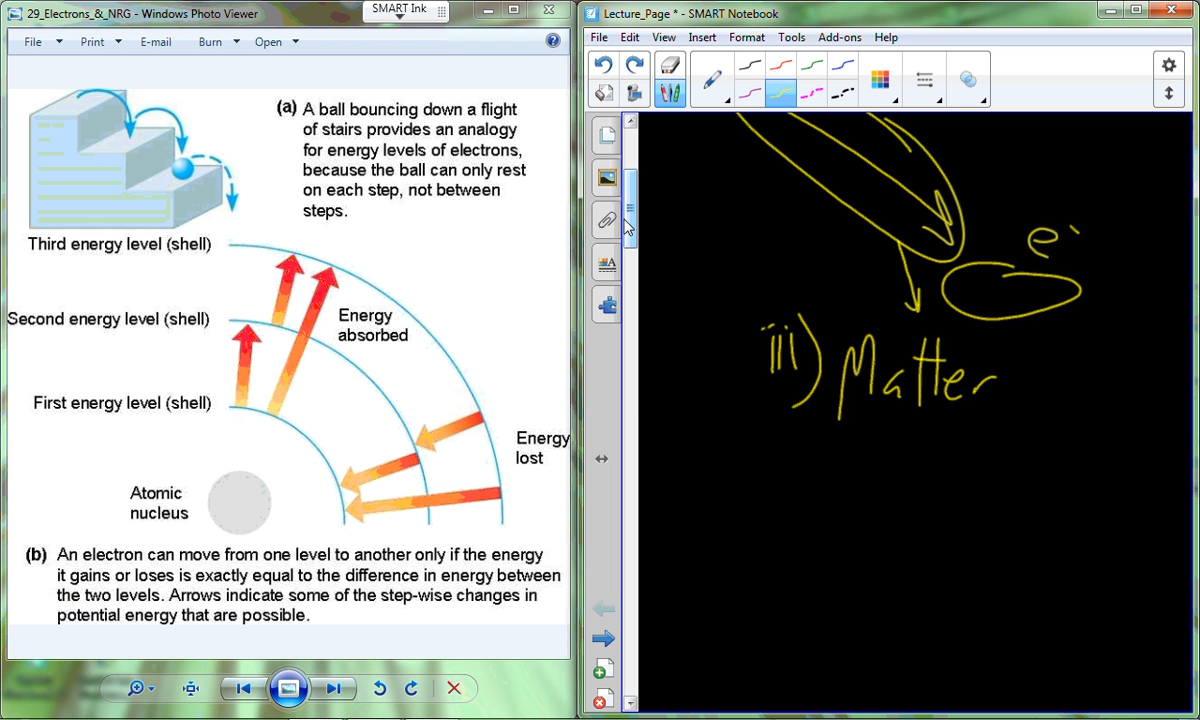 29_Electrons_&_NRG - Windows Photo Viewer
SMART Ink
File Print E-mail Burn Open
(a) A ball bouncing down a flight
of stairs provides an analogy
for energy levels of electrons,
because the ball can only rest
on each step, not between
steps.
Third energy level (shell)
Second energy level (shell)
Energy
absorbed
First energy level (shell)
Energy
lost
Atomic
nucleus
(b) An electron can move from one level to another only if the energy
it gains or loses is exactly equal to the difference in energy between
the two levels. Arrows indicate some of the step-wise changes in
potential energy that are possible.
Lecture_Page * - SMART Notebook
File Edit View Insert Format Tools Add-ons Help
e-
iii) Matter